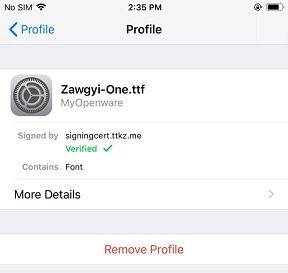 No SIM 2:35 PM
Profile Profile
Zawgyi-One.ttf
MyOpenware
Signed by signingcert.ttkz.me
Verified ✓
Contains Font
More Details
Remove Profile